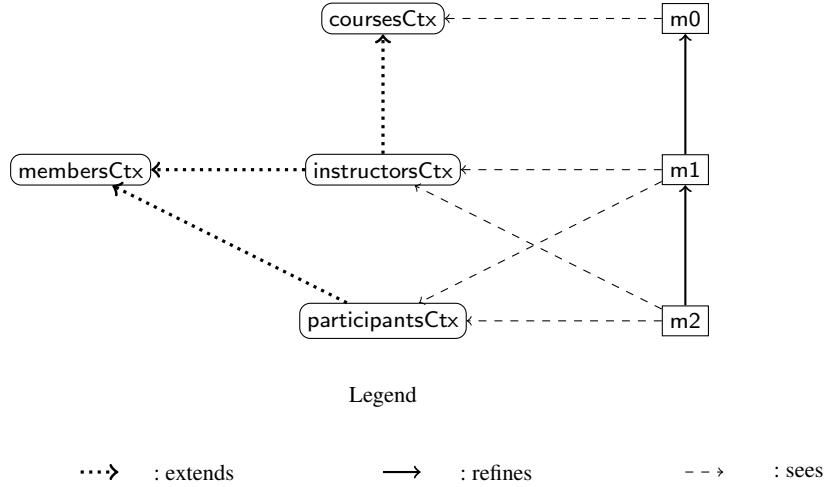 coursesCtx m0
membersCtx instructorsCtx m1
participantsCtx m2
Legend
: extends : refines : sees